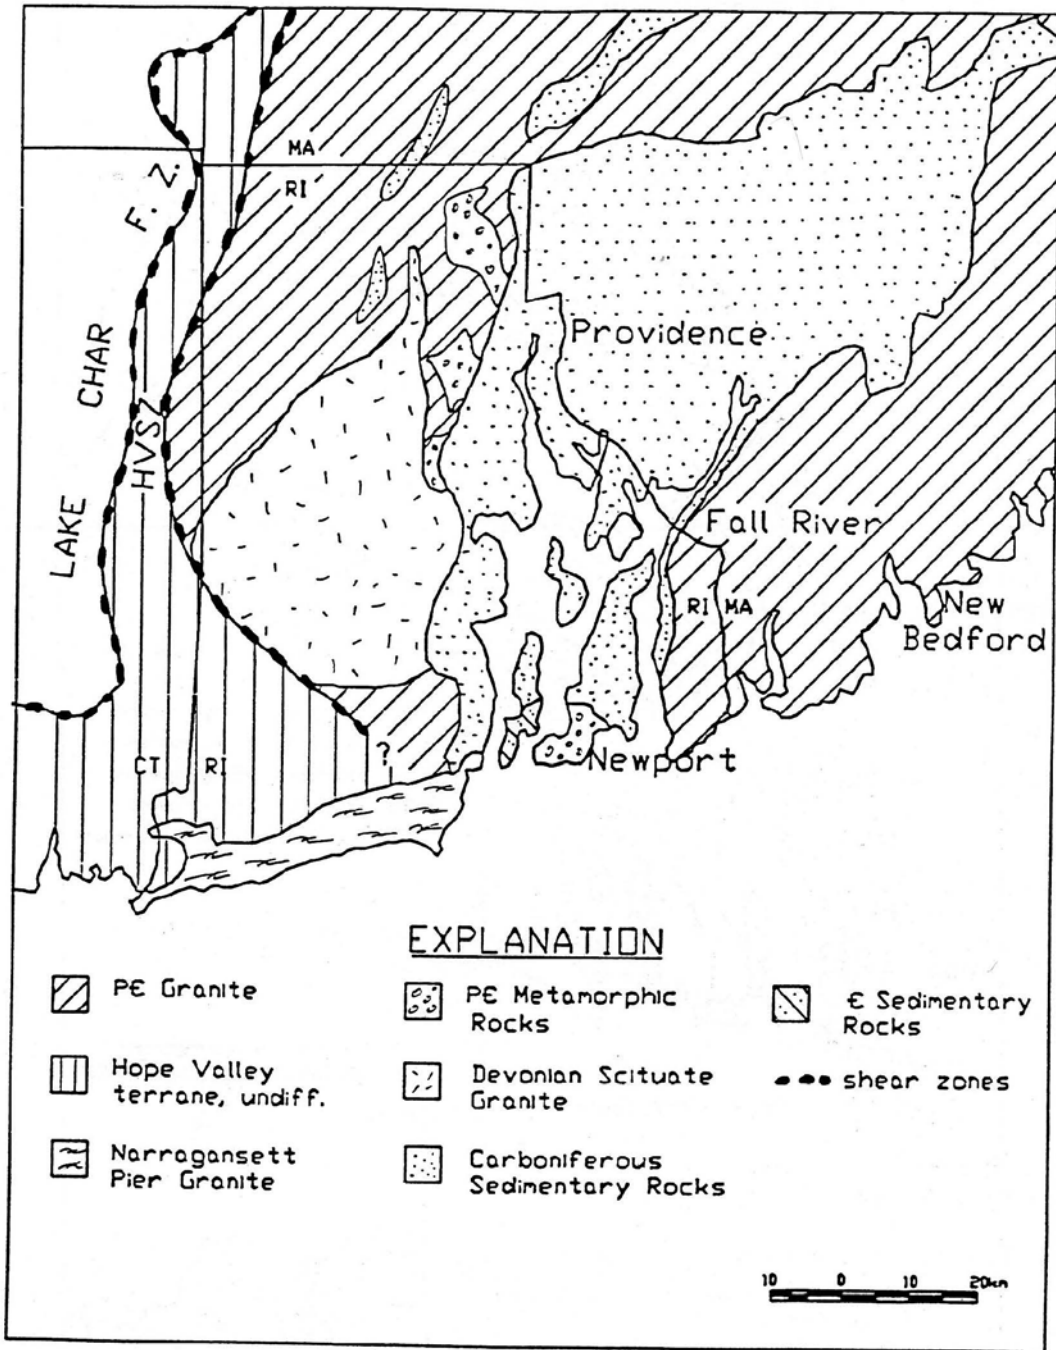 MA
RI
F. Z.
CHAR
LAKE
HVSZ
Providence
Fall River
RI MA
New
Bedford
Newport
?
CT RI
EXPLANATION
PЄ Granite
Hope Valley
terrane, undiff.
Narragansett
Pier Granite
PЄ Metamorphic
Rocks
Devonian Scituate
Granite
Carboniferous
Sedimentary Rocks
Є Sedimentary
Rocks
shear zones
10 0 10 20km